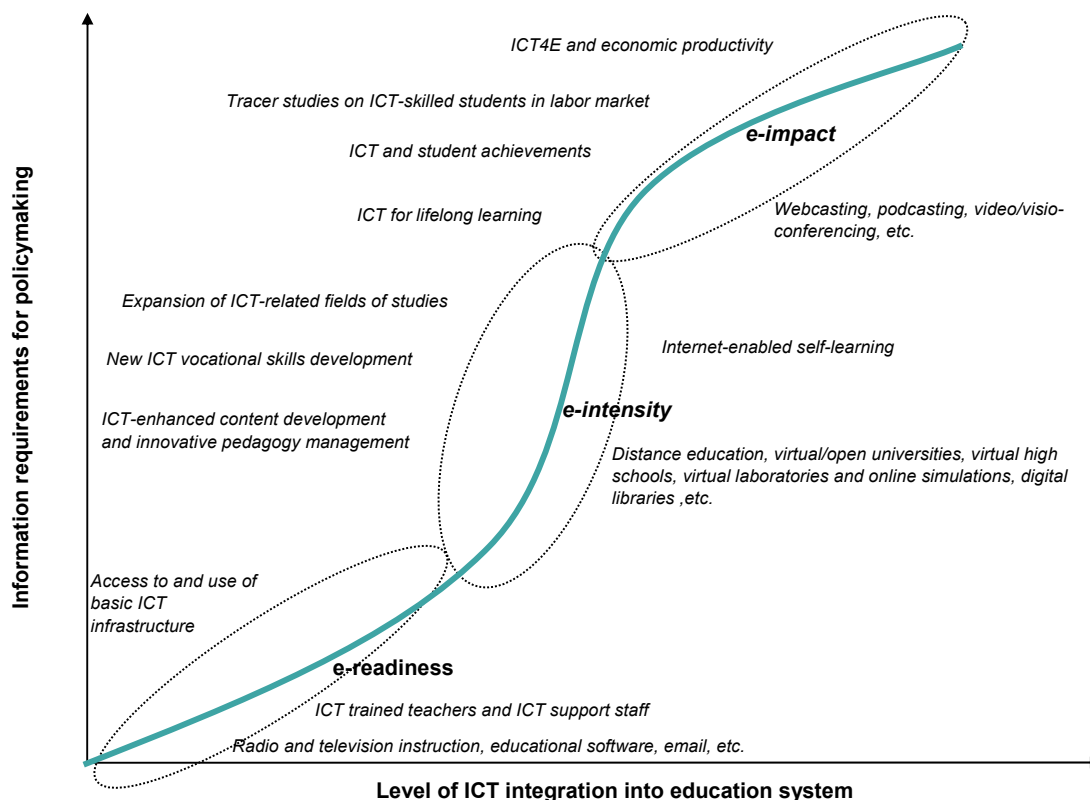 ICT4E and economic productivity
Tracer studies on ICT-skilled students in labor market
e-impact
ICT and student achievements
Webcasting, podcasting, video/visio-
conferencing, etc.
ICT for lifelong learning
Information requirements for policymaking
Expansion of ICT-related fields of studies
Internet-enabled self-learning
New ICT vocational skills development
e-intensity
ICT-enhanced content development
and innovative pedagogy management
Distance education, virtual/open universities, virtual high
schools, virtual laboratories and online simulations, digital
libraries ,etc.
Access to and use of
basic ICT
infrastructure
e-readiness
ICT trained teachers and ICT support staff
Radio and television instruction, educational software, email, etc.
Level of ICT integration into education system